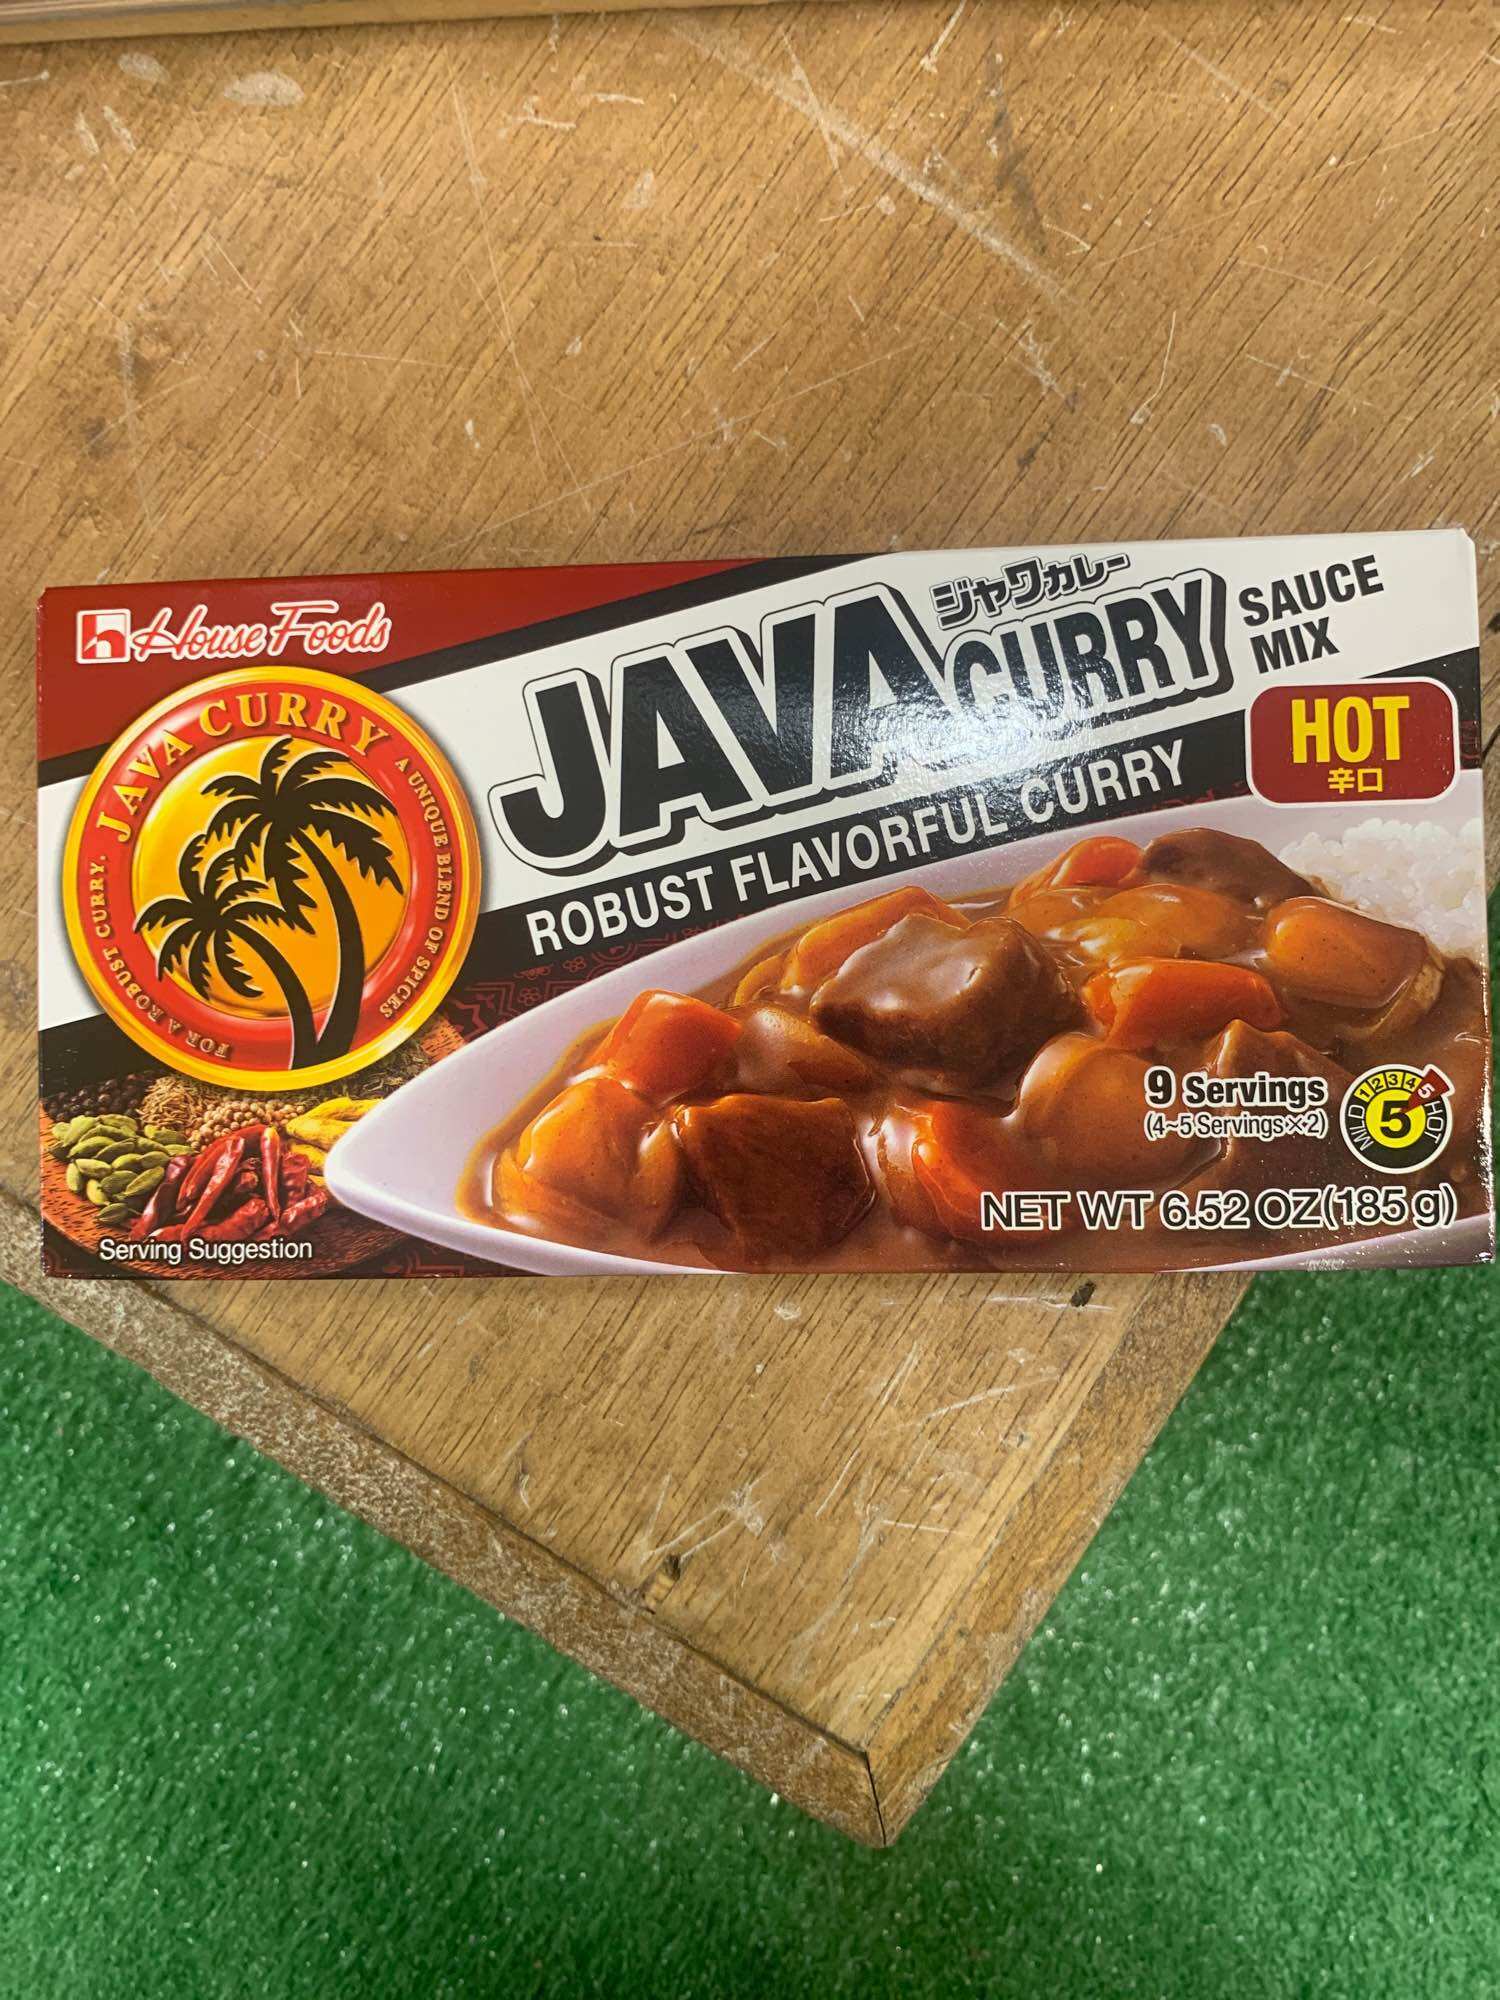 House Foods
ジャワカレー
JAVA CURRY
SAUCE
MIX
HOT
辛口
ROBUST FLAVORFUL CURRY
JAVA CURRY
A UNIQUE BLEND OF SPICES
FOR A ROBUST CURRY.
9 Servings
(4~5 Servings×2)
MILD 1 2 3 4 5 HOT
5
NET WT 6.52 OZ(185 g)
Serving Suggestion